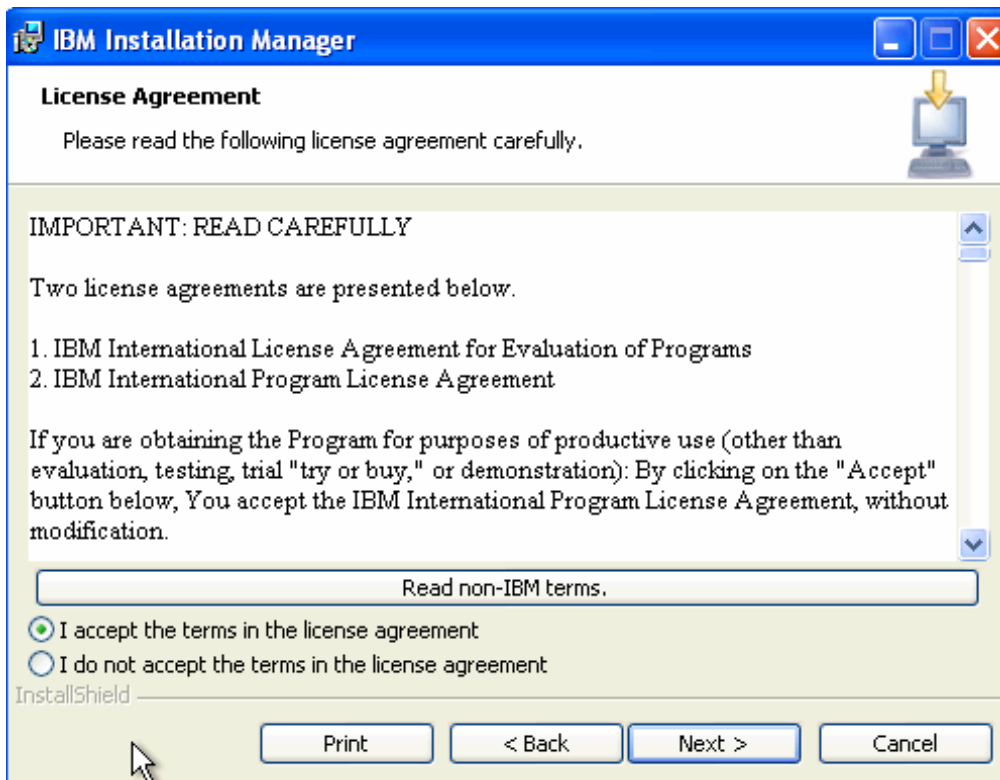 IBM Installation Manager
License Agreement
Please read the following license agreement carefully.
IMPORTANT: READ CAREFULLY
Two license agreements are presented below.
1. IBM International License Agreement for Evaluation of Programs
2. IBM International Program License Agreement
If you are obtaining the Program for purposes of productive use (other than
evaluation, testing, trial "try or buy," or demonstration): By clicking on the "Accept"
button below, You accept the IBM International Program License Agreement, without
modification.
Read non-IBM terms.
I accept the terms in the license agreement
I do not accept the terms in the license agreement
InstallShield
Print < Back Next > Cancel